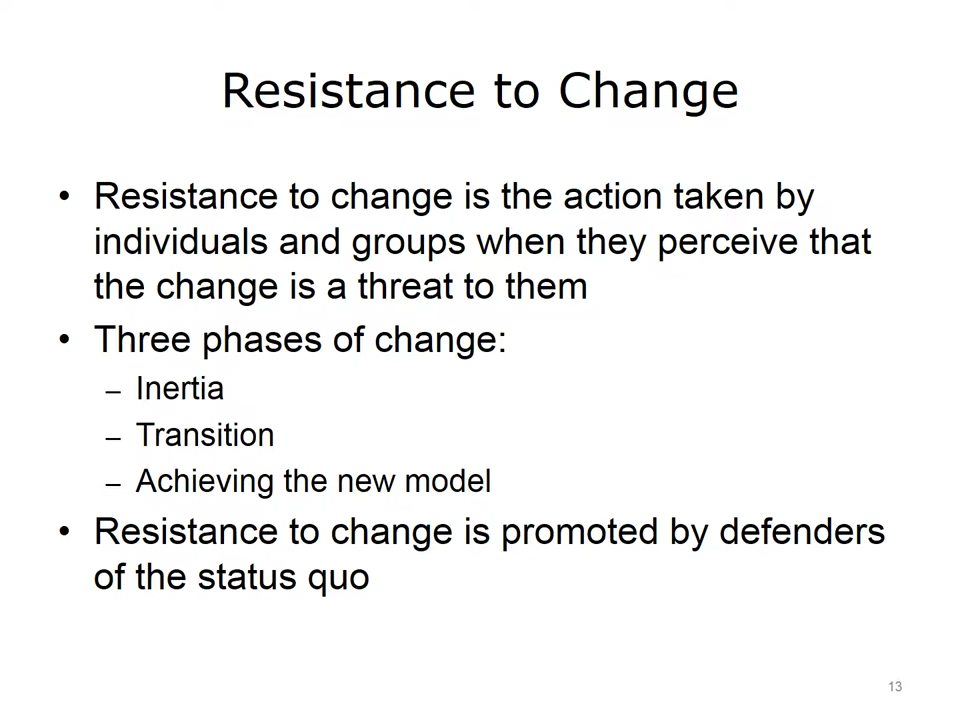 Resistance to Change
• Resistance to change is the action taken by
individuals and groups when they perceive that
the change is a threat to them
• Three phases of change:
– Inertia
– Transition
– Achieving the new model
• Resistance to change is promoted by defenders
of the status quo
13